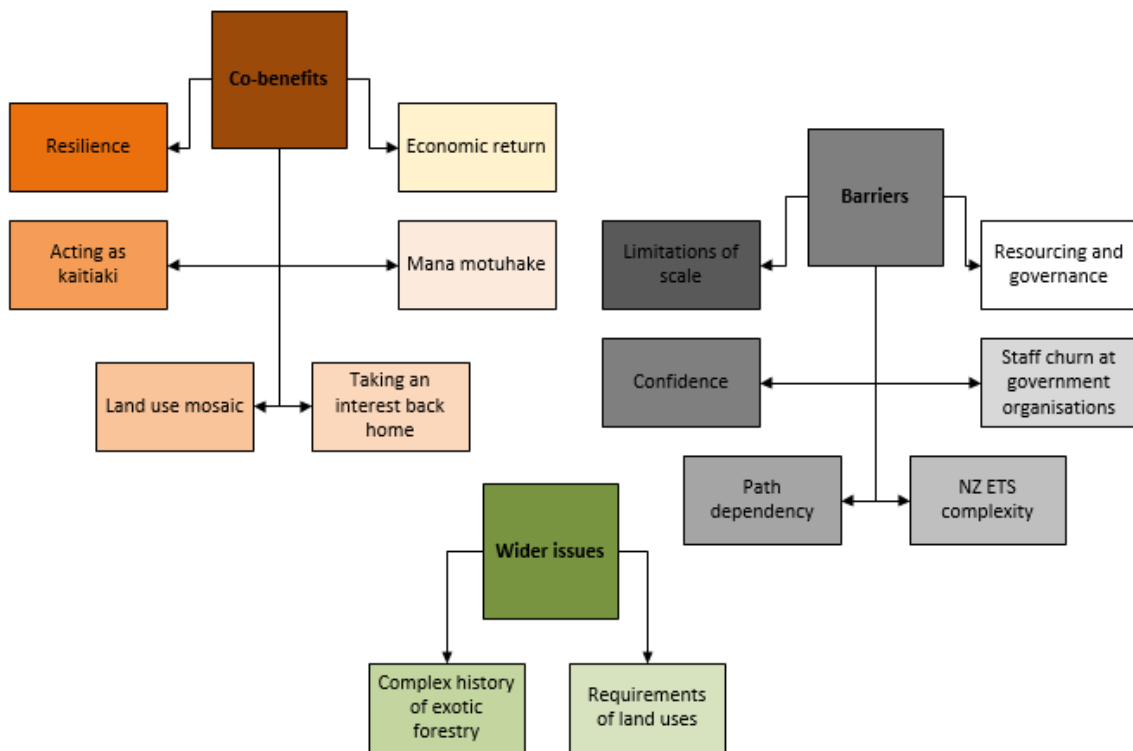 Co-benefits
Resilience
Economic return
Acting as
kaitiaki
Mana motuhake
Land use mosaic
Taking an
interest back
home
Barriers
Limitations of
scale
Resourcing and
governance
Confidence
Staff churn at
government
organisations
Path
dependency
NZ ETS
complexity
Wider issues
Complex history
of exotic
forestry
Requirements
of land uses